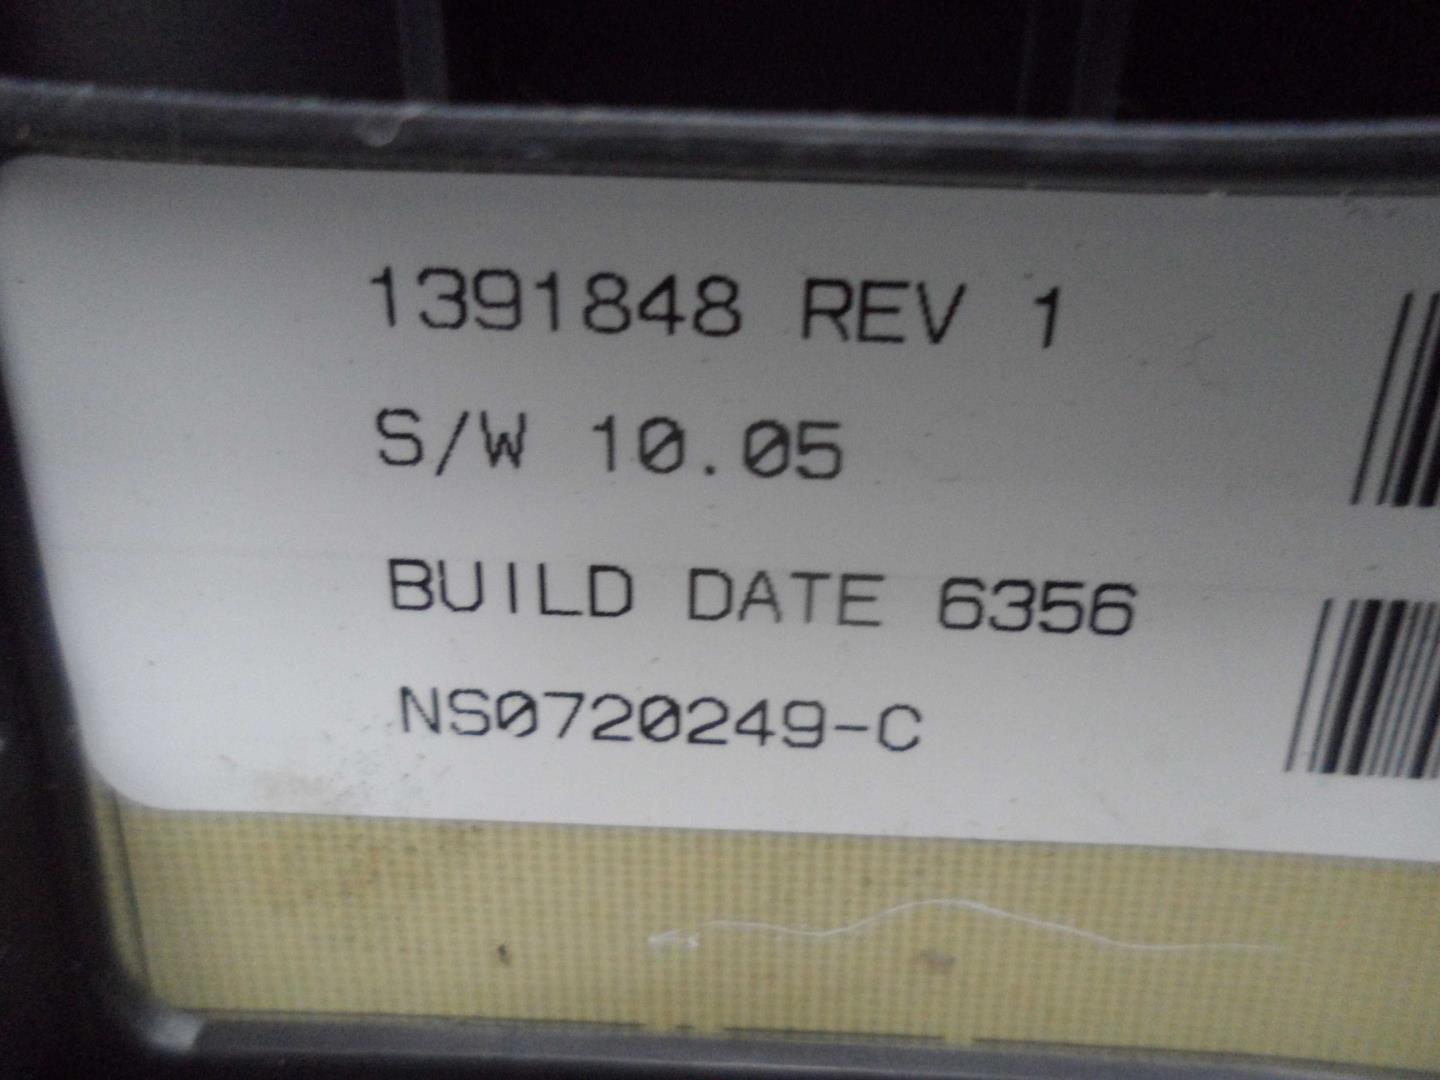 1391848 REV 1
S/W 10.05
BUILD DATE 6356
NS0720249-C